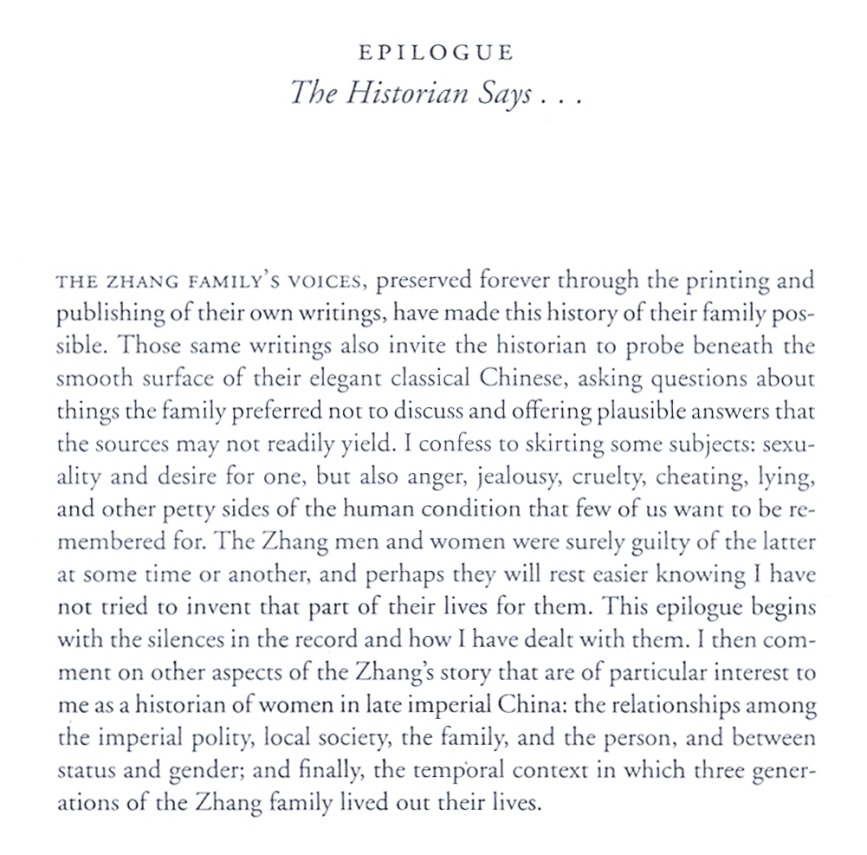 EPILOGUE
The Historian Says . . .
THE ZHANG FAMILY'S VOICES, preserved forever through the printing and
publishing of their own writings, have made this history of their family pos-
sible. Those same writings also invite the historian to probe beneath the
smooth surface of their elegant classical Chinese, asking questions about
things the family preferred not to discuss and offering plausible answers that
the sources may not readily yield. I confess to skirting some subjects: sexu-
ality and desire for one, but also anger, jealousy, cruelty, cheating, lying,
and other petty sides of the human condition that few of us want to be re-
membered for. The Zhang men and women were surely guilty of the latter
at some time or another, and perhaps they will rest easier knowing I have
not tried to invent that part of their lives for them. This epilogue begins
with the silences in the record and how I have dealt with them. I then com-
ment on other aspects of the Zhang's story that are of particular interest to
me as a historian of women in late imperial China: the relationships among
the imperial polity, local society, the family, and the person, and between
status and gender; and finally, the temporal context in which three gener-
ations of the Zhang family lived out their lives.